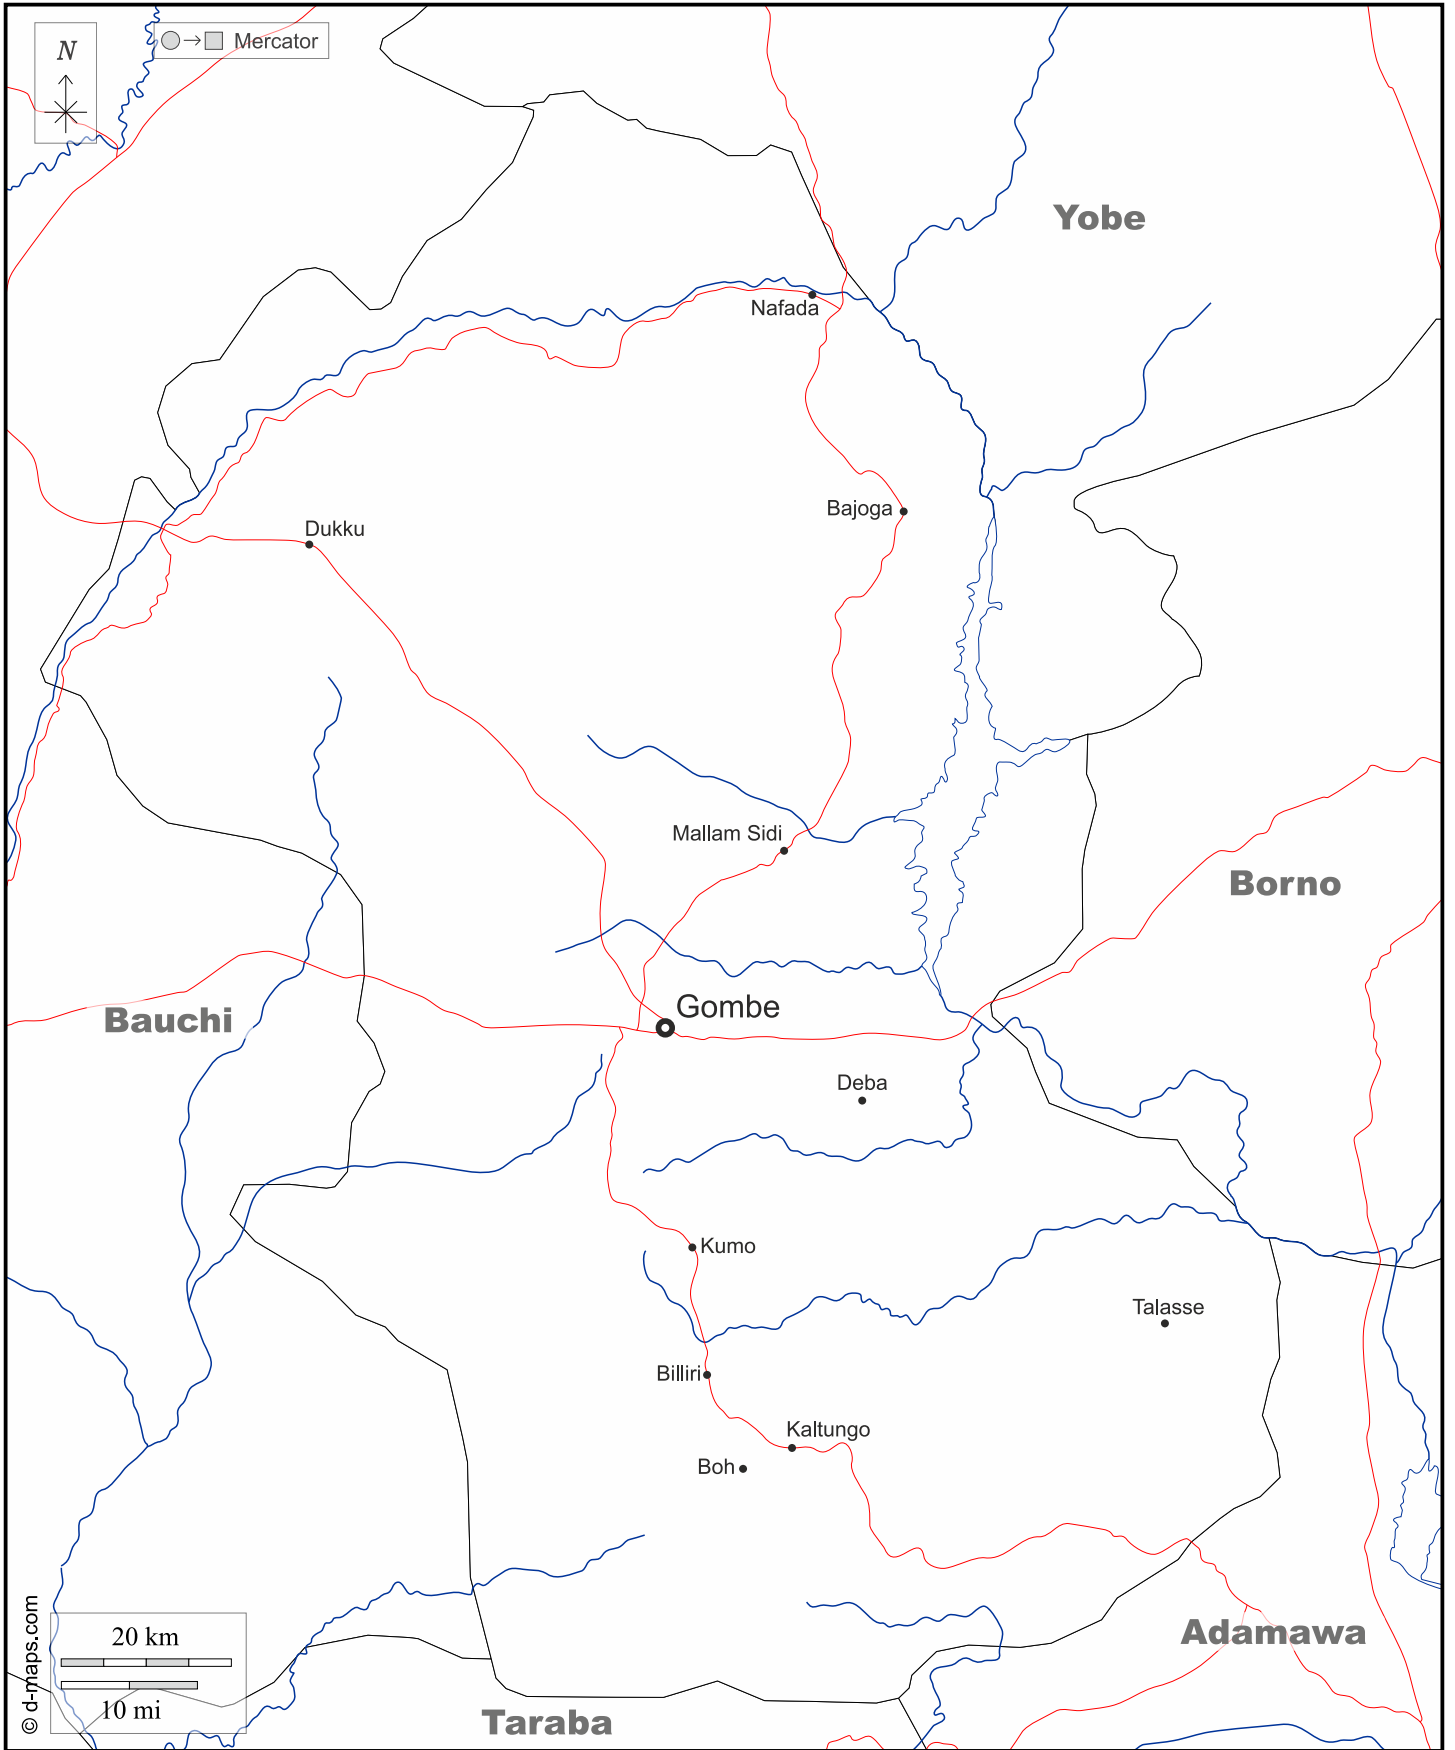 N
Mercator
Yobe
Nafada
Bajoga
Dukku
Mallam Sidi
Borno
Gombe
Bauchi
Deba
Kumo
Talasse
Billiri
Kaltungo
Boh
Adamawa
20 km
10 mi
Taraba
© d-maps.com